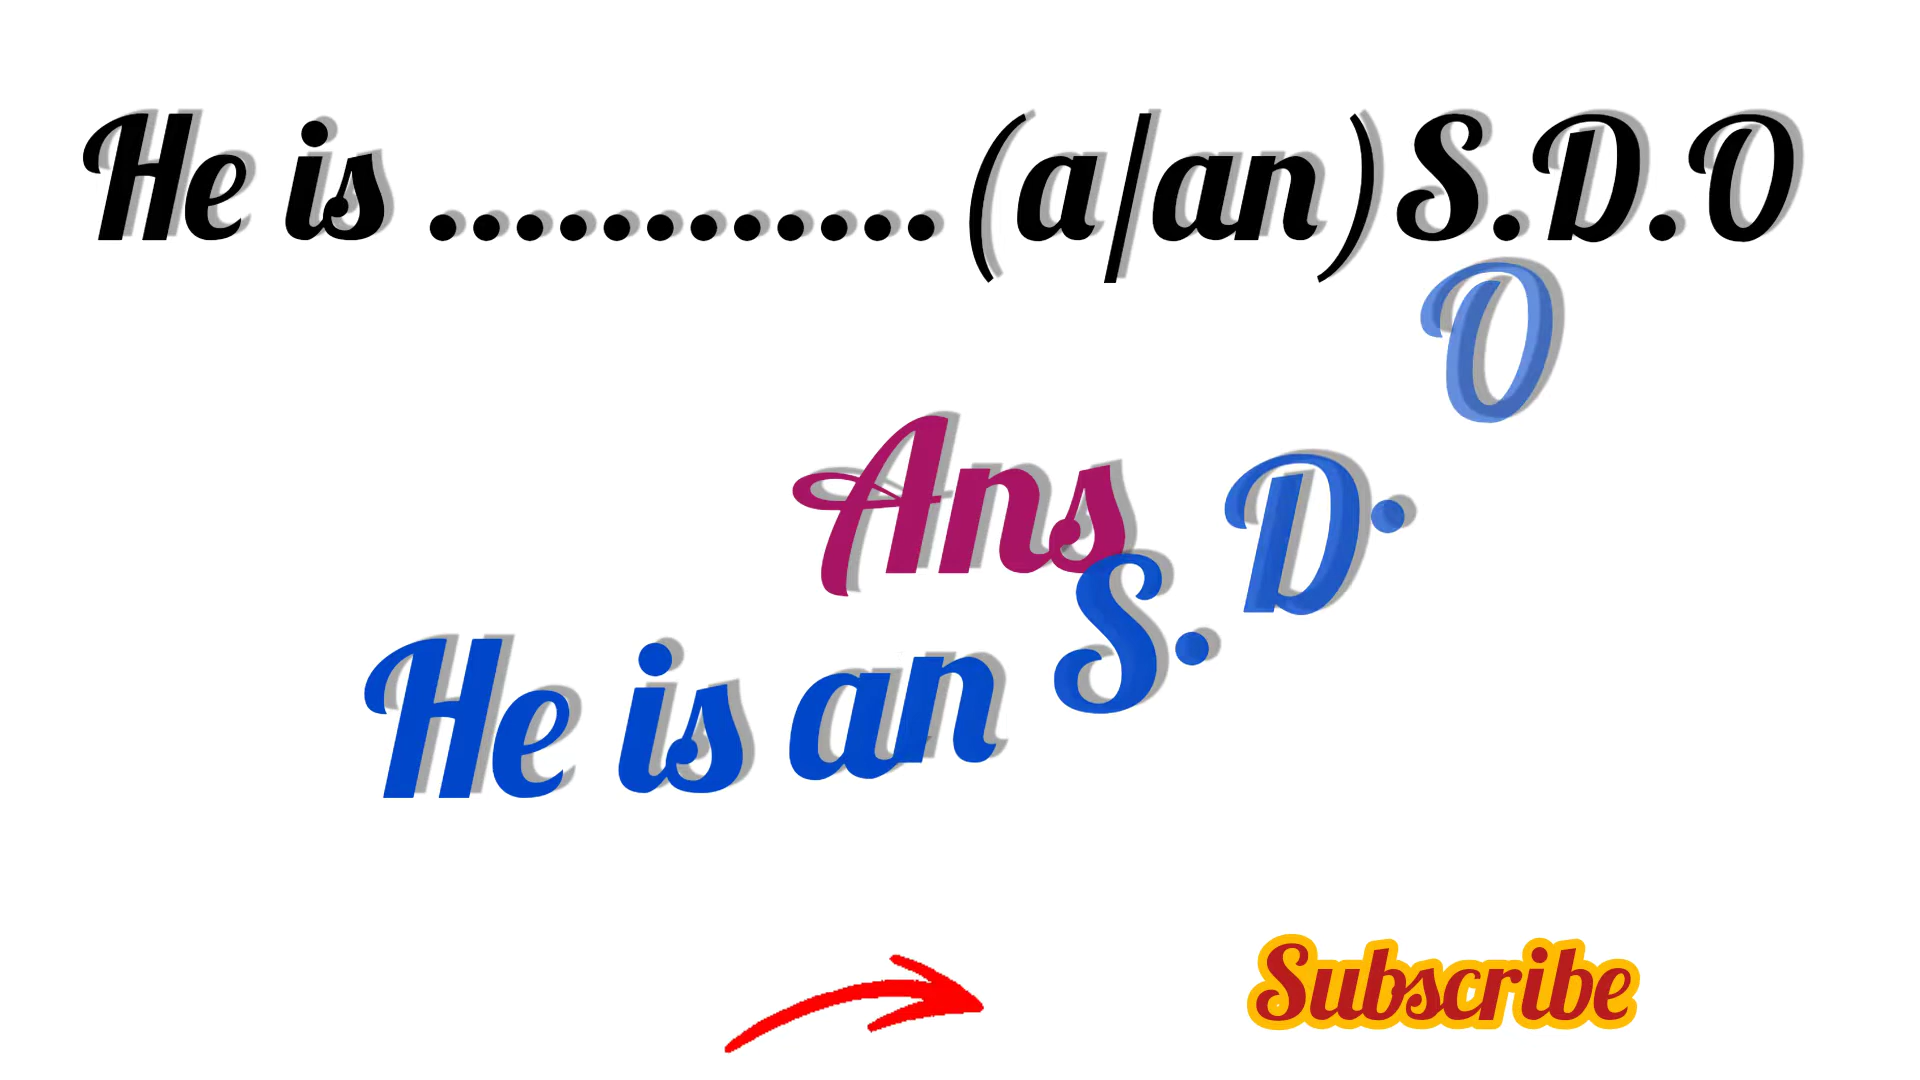 He is .............(a/an) S.D.O
Ans
He is an S. D. O
Subscribe